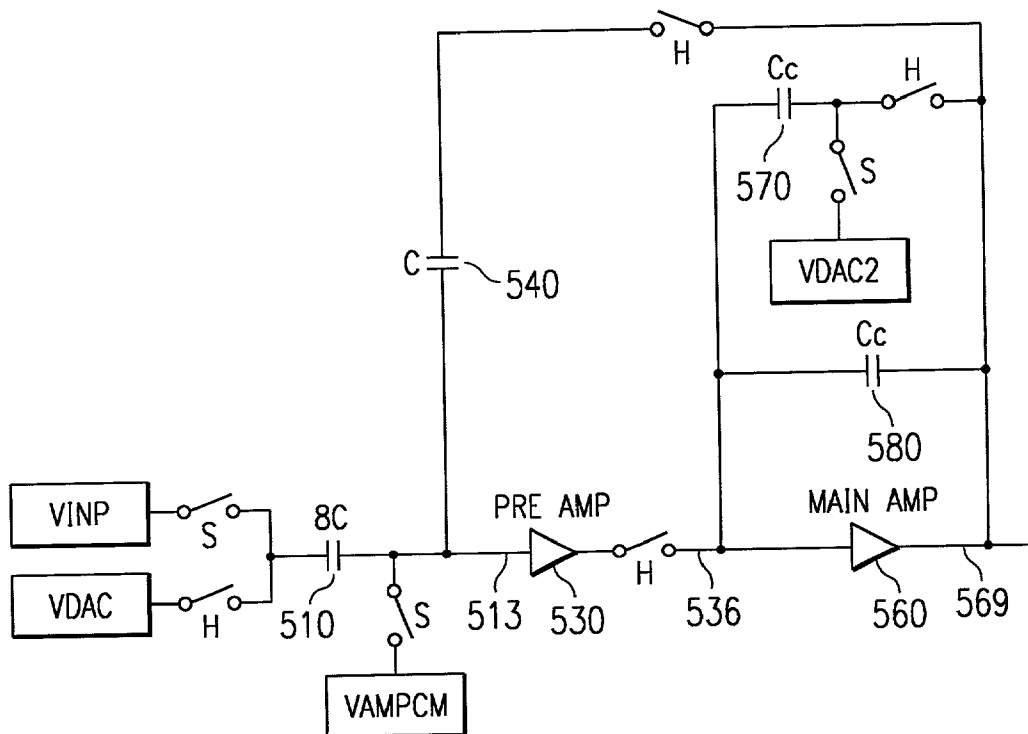 H
Cc
H
570
S
VDAC2
C
540
Cc
580
VINP
S
8C
PRE AMP
MAIN AMP
VDAC
H
510
S
513
530
H
536
560
569
VAMPCM